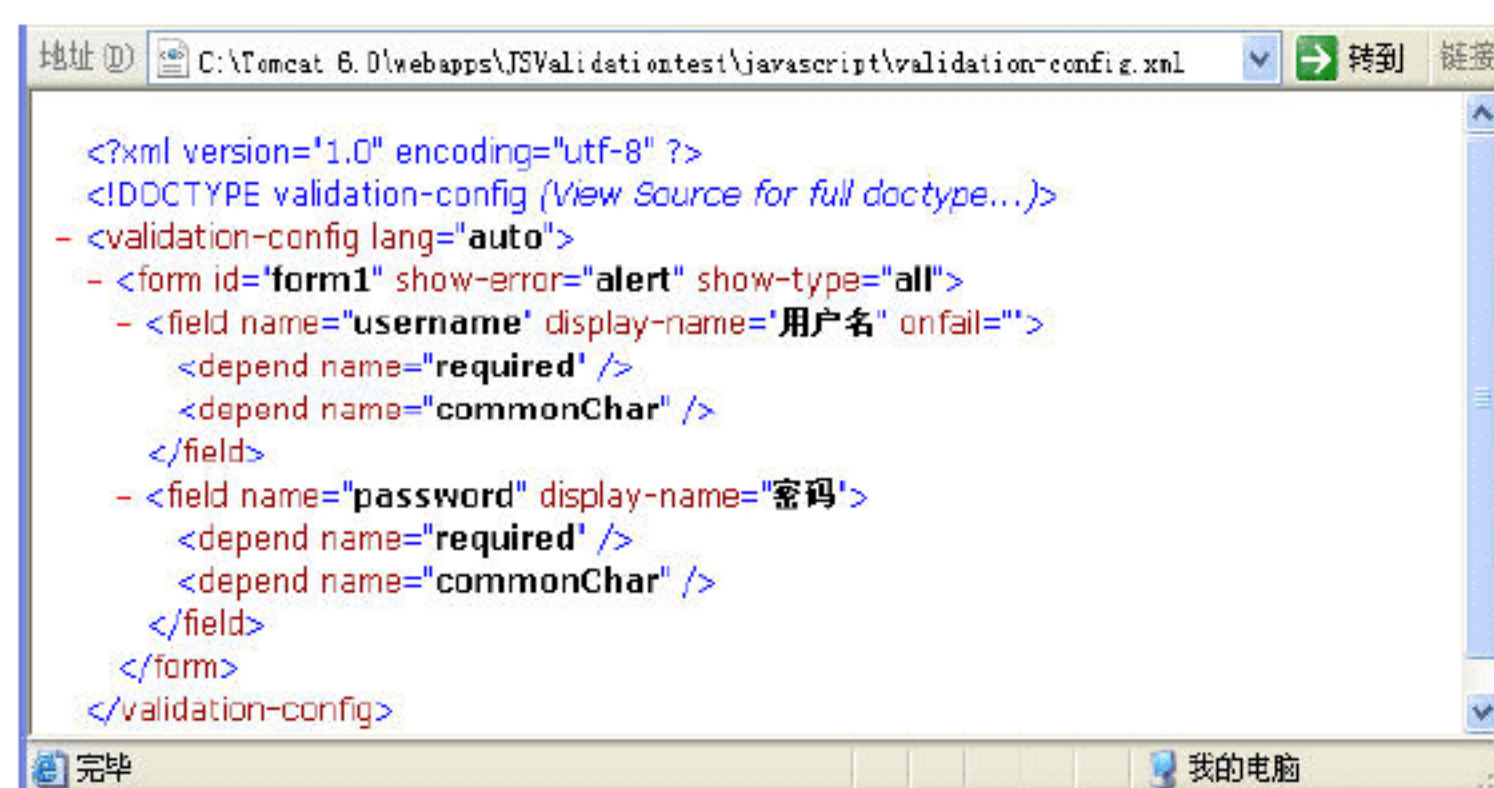 地址(D) C:\Tomcat 6.0\webapps\JSValidationtest\javascript\validation-config.xml 转到 链接
<?xml version="1.0" encoding="utf-8" ?>
<!DOCTYPE validation-config (View Source for full doctype...)>
- <validation-config lang="auto">
- <form id="form1" show-error="alert" show-type="all">
- <field name="username" display-name="用户名" onfail="">
<depend name="required" />
<depend name="commonChar" />
</field>
- <field name="password" display-name="密码">
<depend name="required" />
<depend name="commonChar" />
</field>
</form>
</validation-config>
完毕 我的电脑